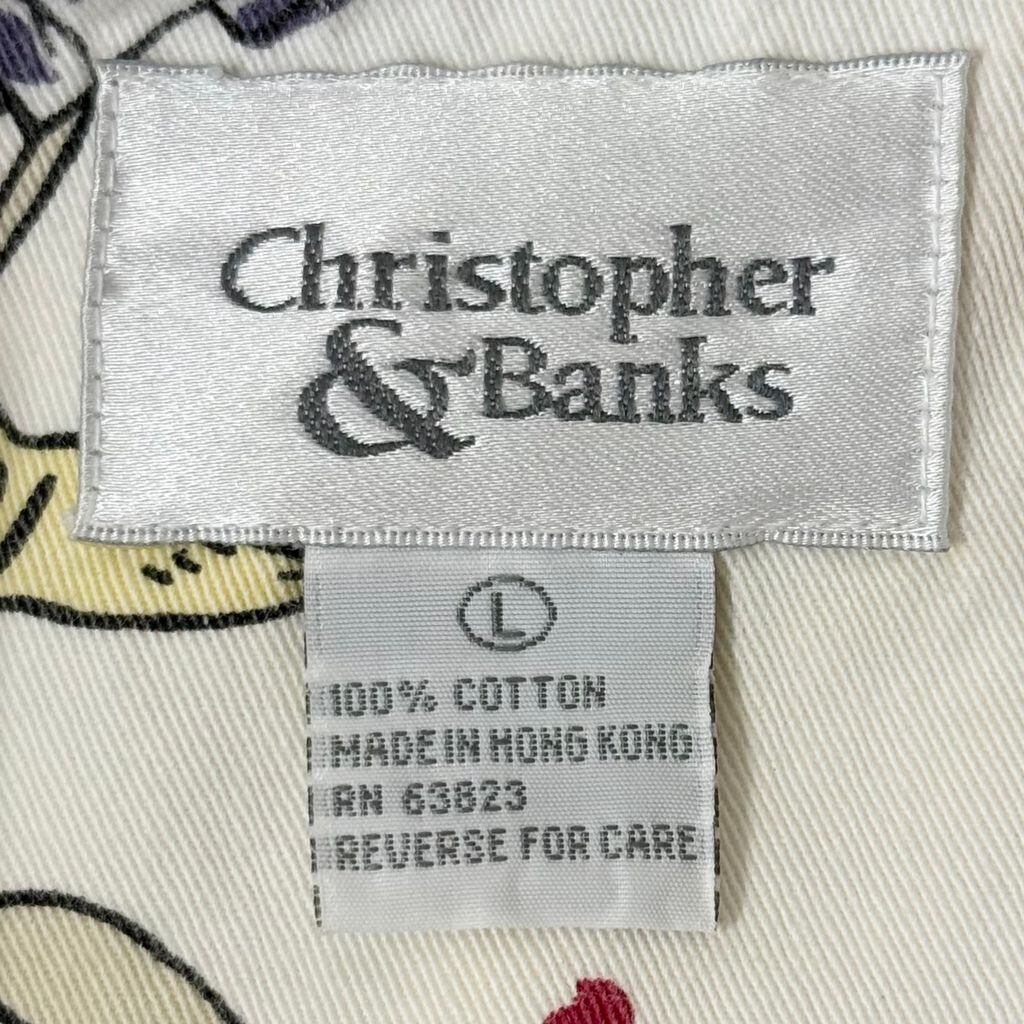 Christopher
& Banks
L
100% COTTON
MADE IN HONG KONG
RN 63823
REVERSE FOR CARE